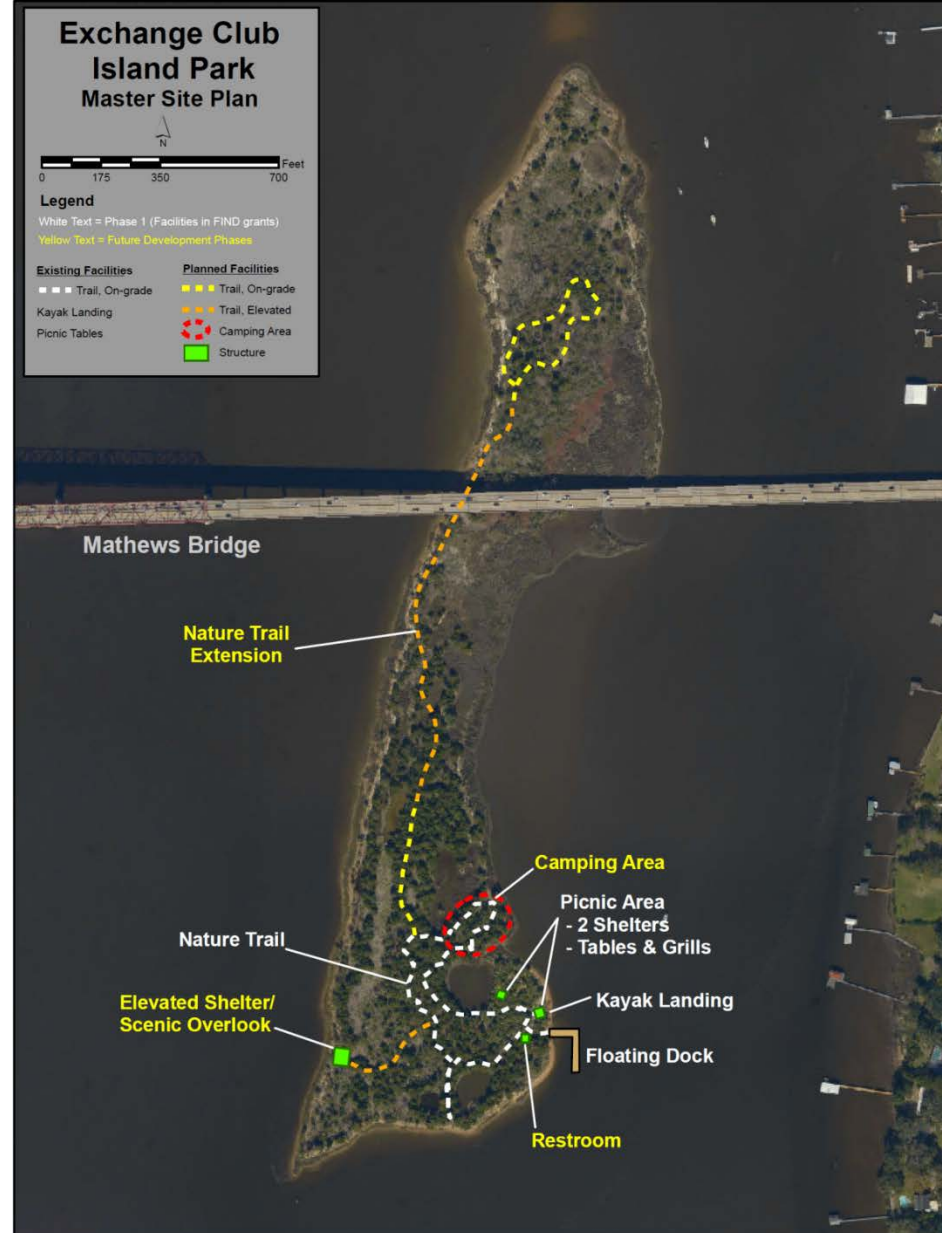 Exchange Club
Island Park
Master Site Plan
N
Feet
0 175 350 700
Legend
White Text = Phase 1 (Facilities in FIND grants)
Yellow Text = Future Development Phases
Existing Facilities
Trail, On-grade
Kayak Landing
Picnic Tables
Planned Facilities
Trail, On-grade
Trail, Elevated
Camping Area
Structure
Mathews Bridge
Nature Trail
Extension
Camping Area
Picnic Area
- 2 Shelters
- Tables & Grills
Nature Trail
Kayak Landing
Elevated Shelter/
Scenic Overlook
Floating Dock
Restroom